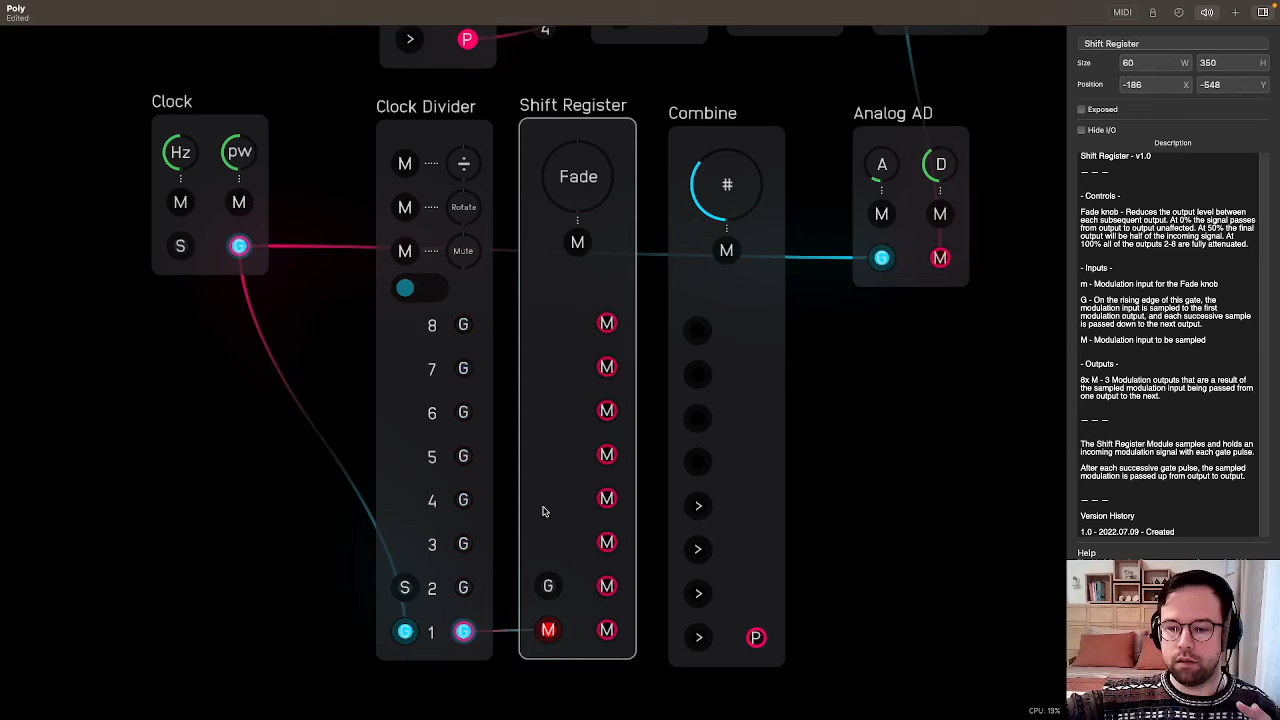 Poly
Edited
MIDI
>
P
4
Clock
Hz
pw
M
M
S
G
Clock Divider
M
÷
M
Rotate
M
Mute
8 G
7 G
6 G
5 G
4 G
3 G
S 2 G
G 1 G
Shift Register
Fade
M
M
M
M
M
M
M
G M
M M
Combine
#
M
>
>
>
> P
Analog AD
A
D
M
M
G
M
Shift Register
Size 60 W 350 H
Position -186 X -548 Y
Exposed
Hide I/O
Description
Shift Register - v1.0
— — —
- Controls -
Fade knob - Reduces the output level between
each subsequent output. At 0% the signal passes
from output to output unaffected. At 50% the final
output will be half of the incoming signal. At
100% all of the outputs 2-8 are fully attenuated.
- Inputs -
m - Modulation input for the Fade knob
G - On the rising edge of this gate, the
modulation input is sampled to the first
modulation output, and each successive sample
is passed down to the next output.
M - Modulation input to be sampled
- Outputs -
8x M - 3 Modulation outputs that are a result of
the sampled modulation input being passed from
one output to the next.
— — —
The Shift Register Module samples and holds an
incoming modulation signal with each gate pulse.
After each successive gate pulse, the sampled
modulation is passed up from output to output.
— — —
Version History
1.0 - 2022.07.09 - Created
Help
CPU: 19%